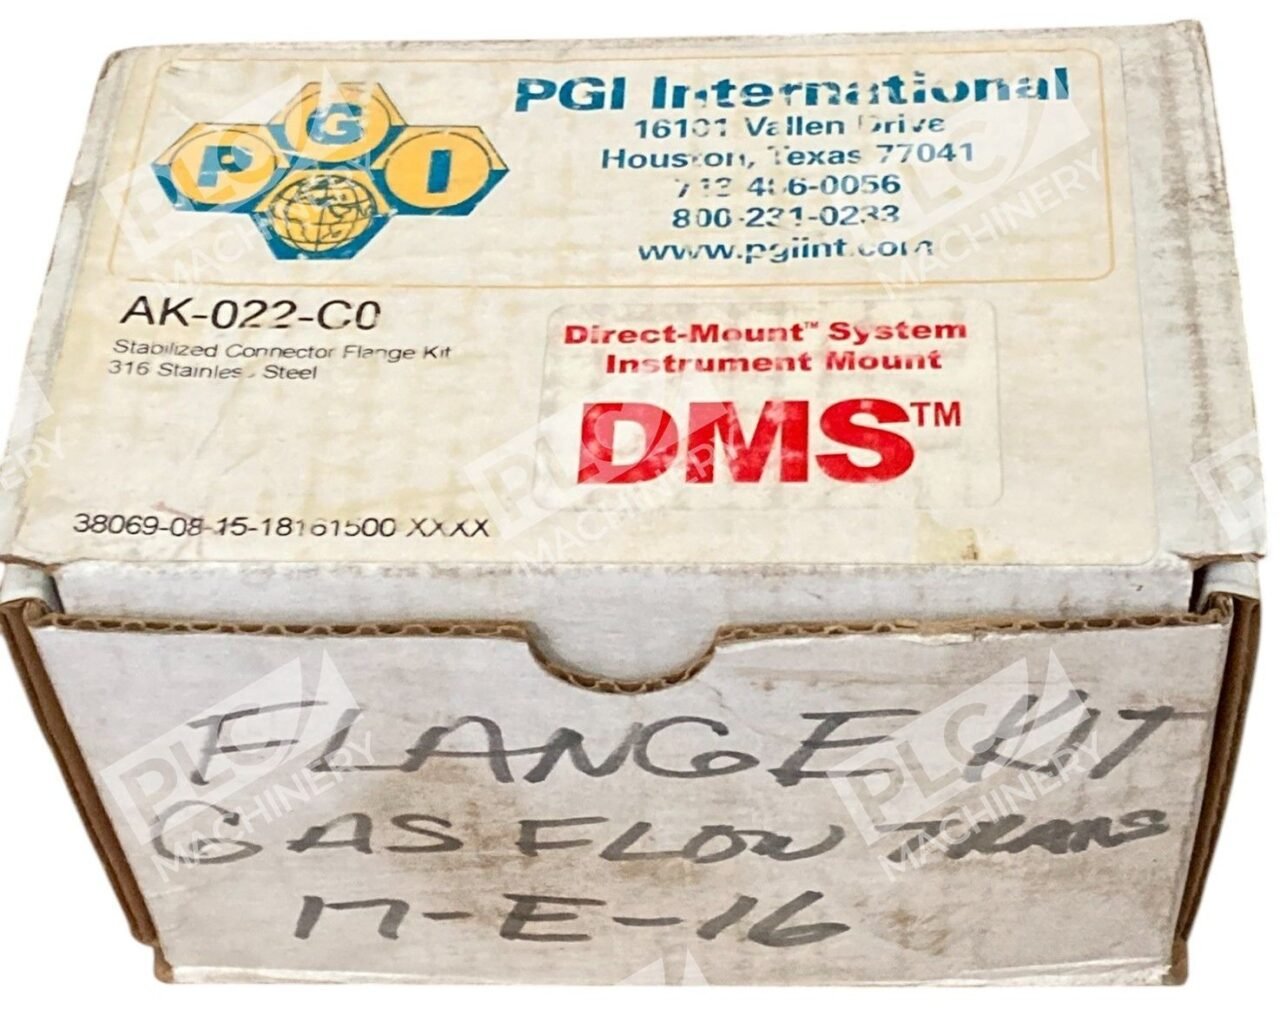 P G I
PGI International
16101 Vallen Drive
Houston, Texas 77041
713 466-0056
800-231-0233
www.pgiint.com
AK-022-C0
Stabilized Connector Flange Kit
316 Stainless Steel
Direct-Mount™ System
Instrument Mount
DMS™
38069-08-15-18161500 XXXX
FLANGE KIT
GAS FLOW TRANS
M-E-16
PLC MACHINERY